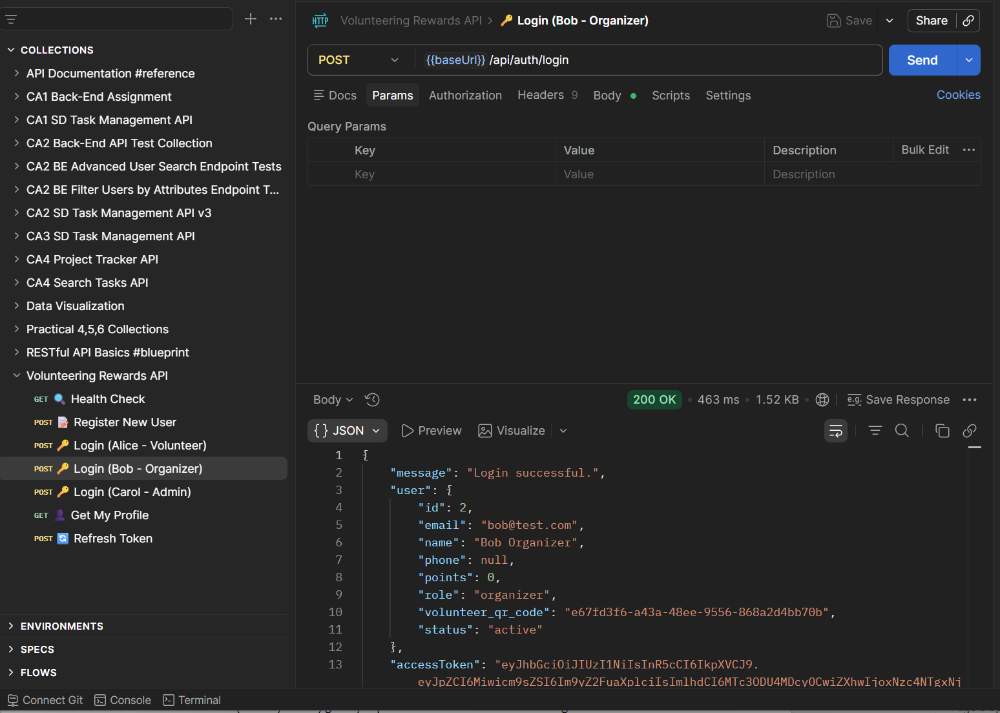 COLLECTIONS
API Documentation #reference
CA1 Back-End Assignment
CA1 SD Task Management API
CA2 Back-End API Test Collection
CA2 BE Advanced User Search Endpoint Tests
CA2 BE Filter Users by Attributes Endpoint T...
CA2 SD Task Management API v3
CA3 SD Task Management API
CA4 Project Tracker API
CA4 Search Tasks API
Data Visualization
Practical 4,5,6 Collections
RESTful API Basics #blueprint
Volunteering Rewards API
GET 🔍 Health Check
POST 📝 Register New User
POST 🔑 Login (Alice - Volunteer)
POST 🔑 Login (Bob - Organizer)
POST 🔑 Login (Carol - Admin)
GET 👤 Get My Profile
POST 🔄 Refresh Token
ENVIRONMENTS
SPECS
FLOWS
HTTP Volunteering Rewards API > 🔑 Login (Bob - Organizer) Save Share
POST {{baseUrl}} /api/auth/login Send
Docs Params Authorization Headers 9 Body Scripts Settings Cookies
Query Params
Key Value Description Bulk Edit
Key Value Description
Body 200 OK • 463 ms • 1.52 KB • e.g. Save Response
{} JSON Preview Visualize
1 {
2 "message": "Login successful.",
3 "user": {
4 "id": 2,
5 "email": "bob@test.com",
6 "name": "Bob Organizer",
7 "phone": null,
8 "points": 0,
9 "role": "organizer",
10 "volunteer_qr_code": "e67fd3f6-a43a-48ee-9556-868a2d4bb70b",
11 "status": "active"
12 },
13 "accessToken": "eyJhbGciOiJIUzI1NiIsInR5cCI6IkpXVCJ9.
eyJpZCI6Miwicm9sZSI6Im9yZ2FuaXplciIsImlhdCI6MTc3ODU4MDcyOCwiZXhwIjoxNzc4NTgxNj
Connect Git Console Terminal